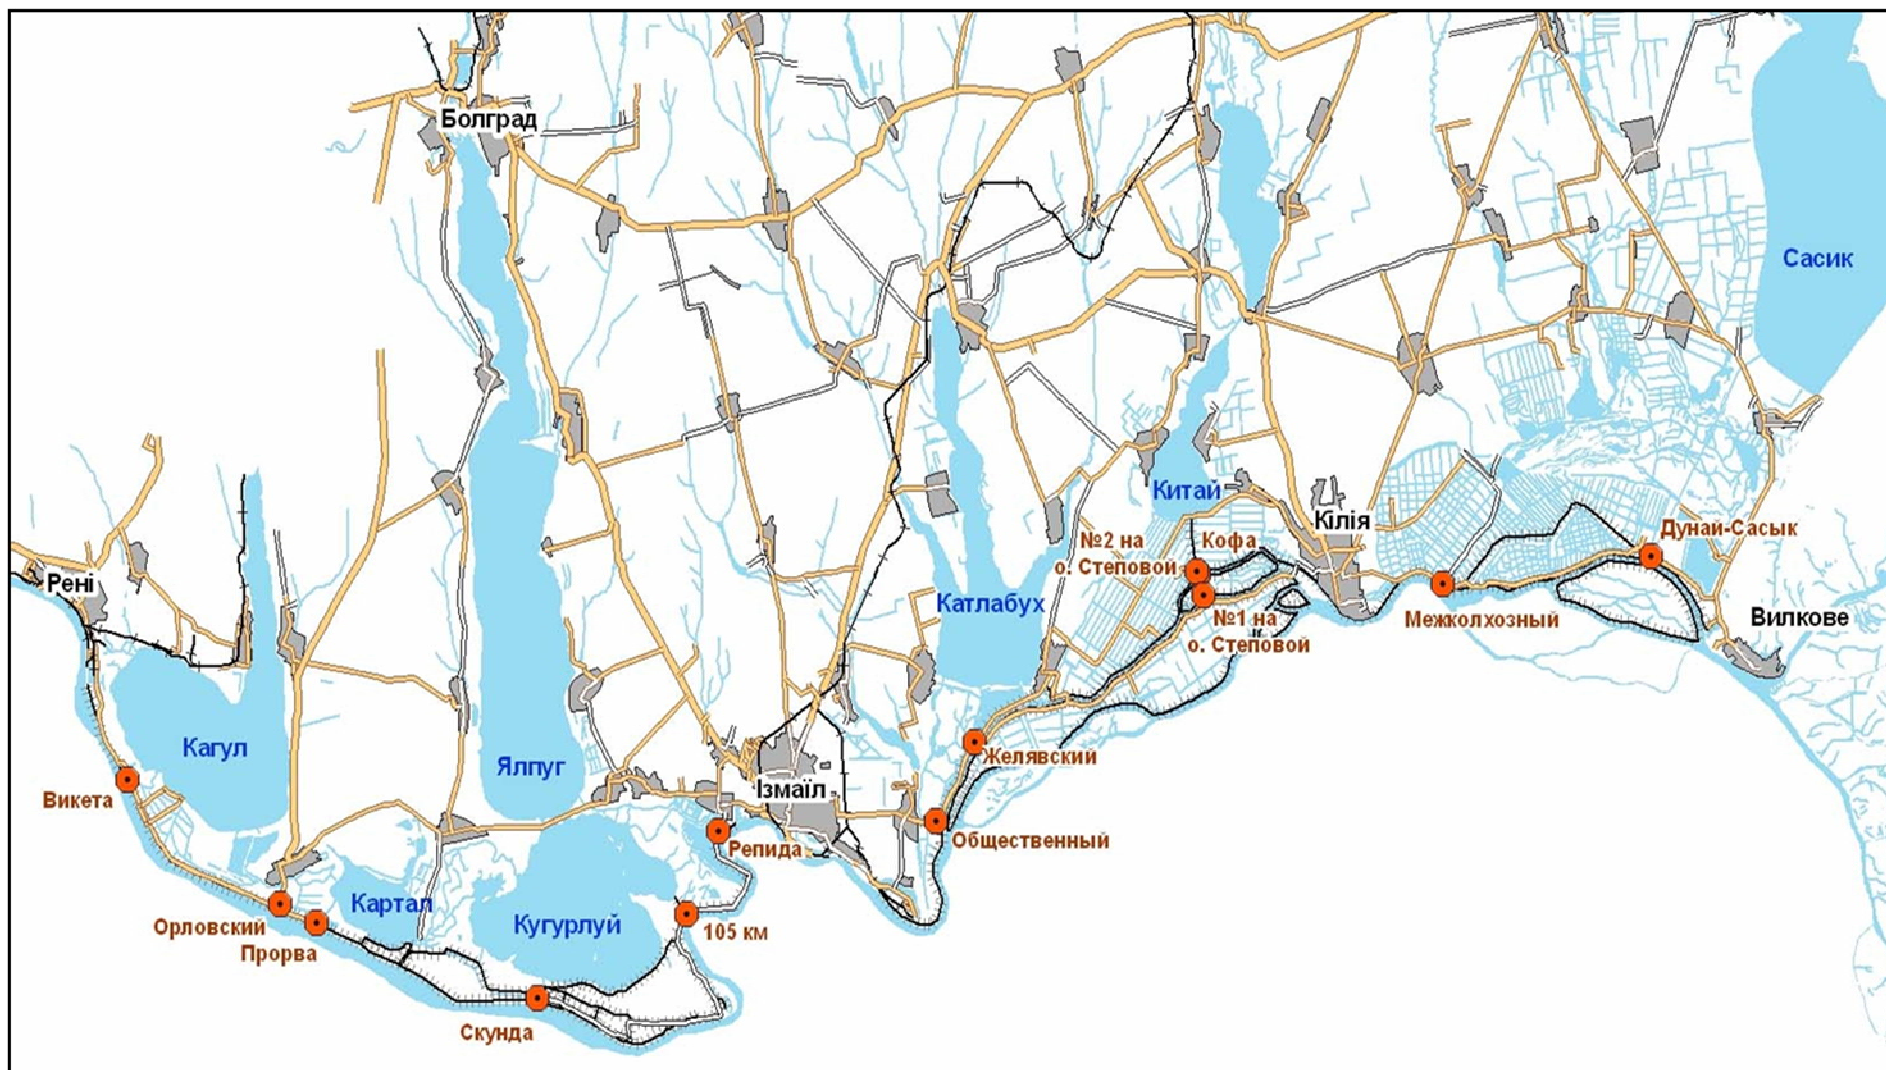 Болград
Сасик
Китай
Кілія
№2 на
о. Степовой
Кофа
Дунай-Сасык
Рені
Катлабух
№1 на
о. Степовой
Межколхозный
Вилкове
Кагул
Ялпуг
Желявский
Викета
Ізмаїл
Репида
Общественный
Картал
Орловский
Прорва
Кугурлуй
105 км
Скунда